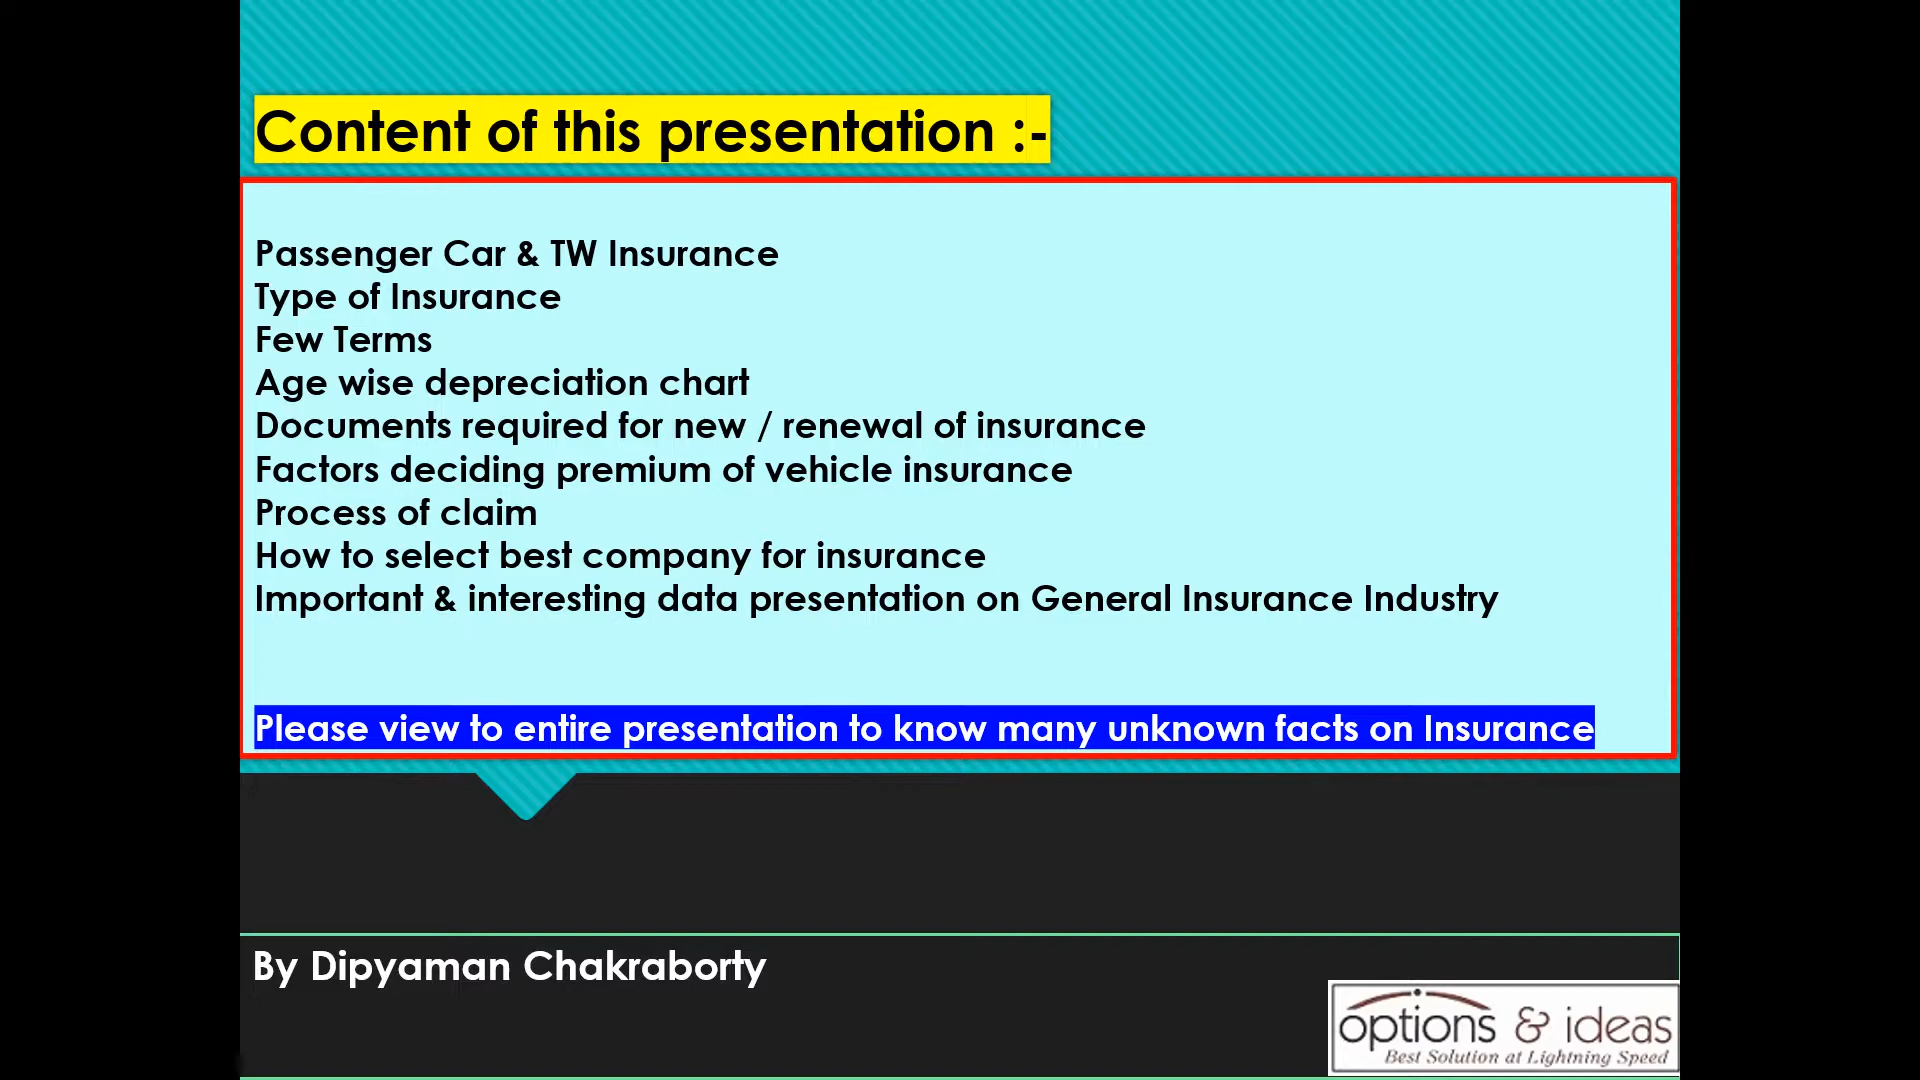 Content of this presentation :-
Passenger Car & TW Insurance
Type of Insurance
Few Terms
Age wise depreciation chart
Documents required for new / renewal of insurance
Factors deciding premium of vehicle insurance
Process of claim
How to select best company for insurance
Important & interesting data presentation on General Insurance Industry
Please view to entire presentation to know many unknown facts on Insurance
By Dipyaman Chakraborty
options & ideas
Best Solution at Lightning Speed